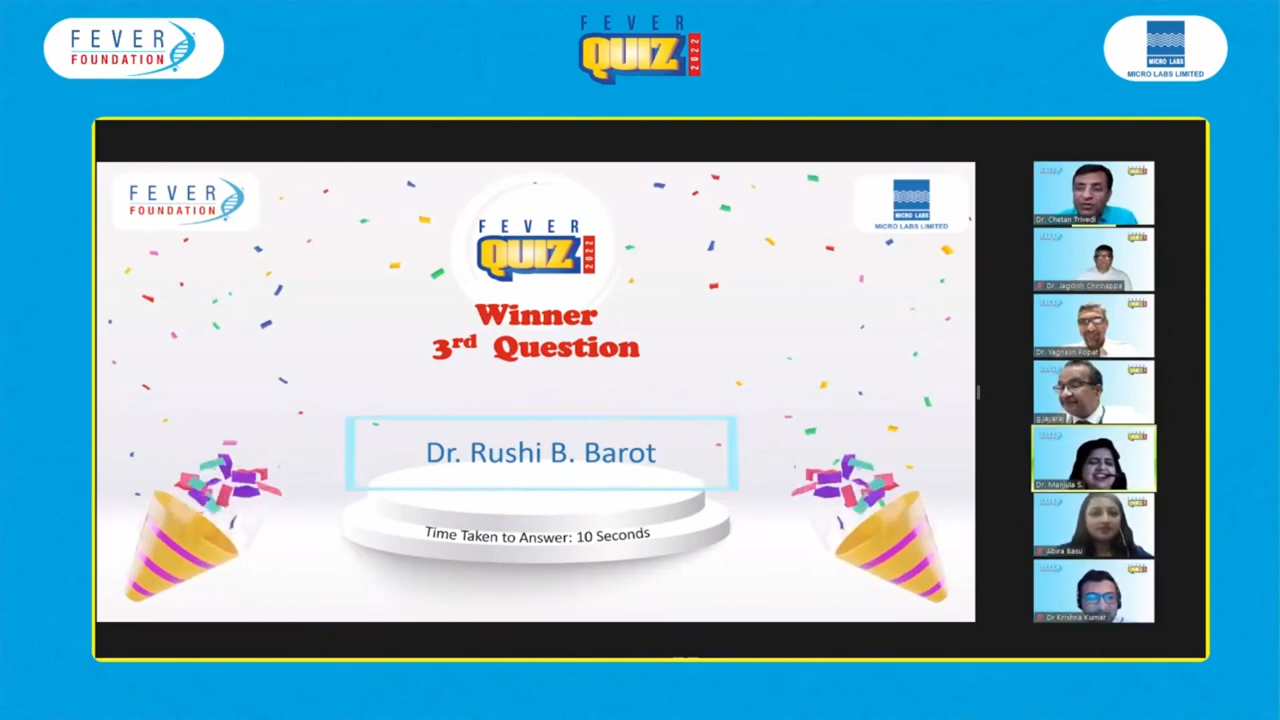 FEVER
FOUNDATION
FEVER
QUIZ
2022
MICRO LABS
MICRO LABS LIMITED
FEVER
FOUNDATION
FEVER
QUIZ
2022
MICRO LABS
MICRO LABS LIMITED
Winner
3rd Question
Dr. Rushi B. Barot
Time Taken to Answer: 10 Seconds
Dr. Chetan Trivedi
Dr. Jagdish Chinnappa
Dr. Yagnesh Popat
g.jayaraj
Dr. Manjula S.
Abira Basu
Dr Krishna Kumar